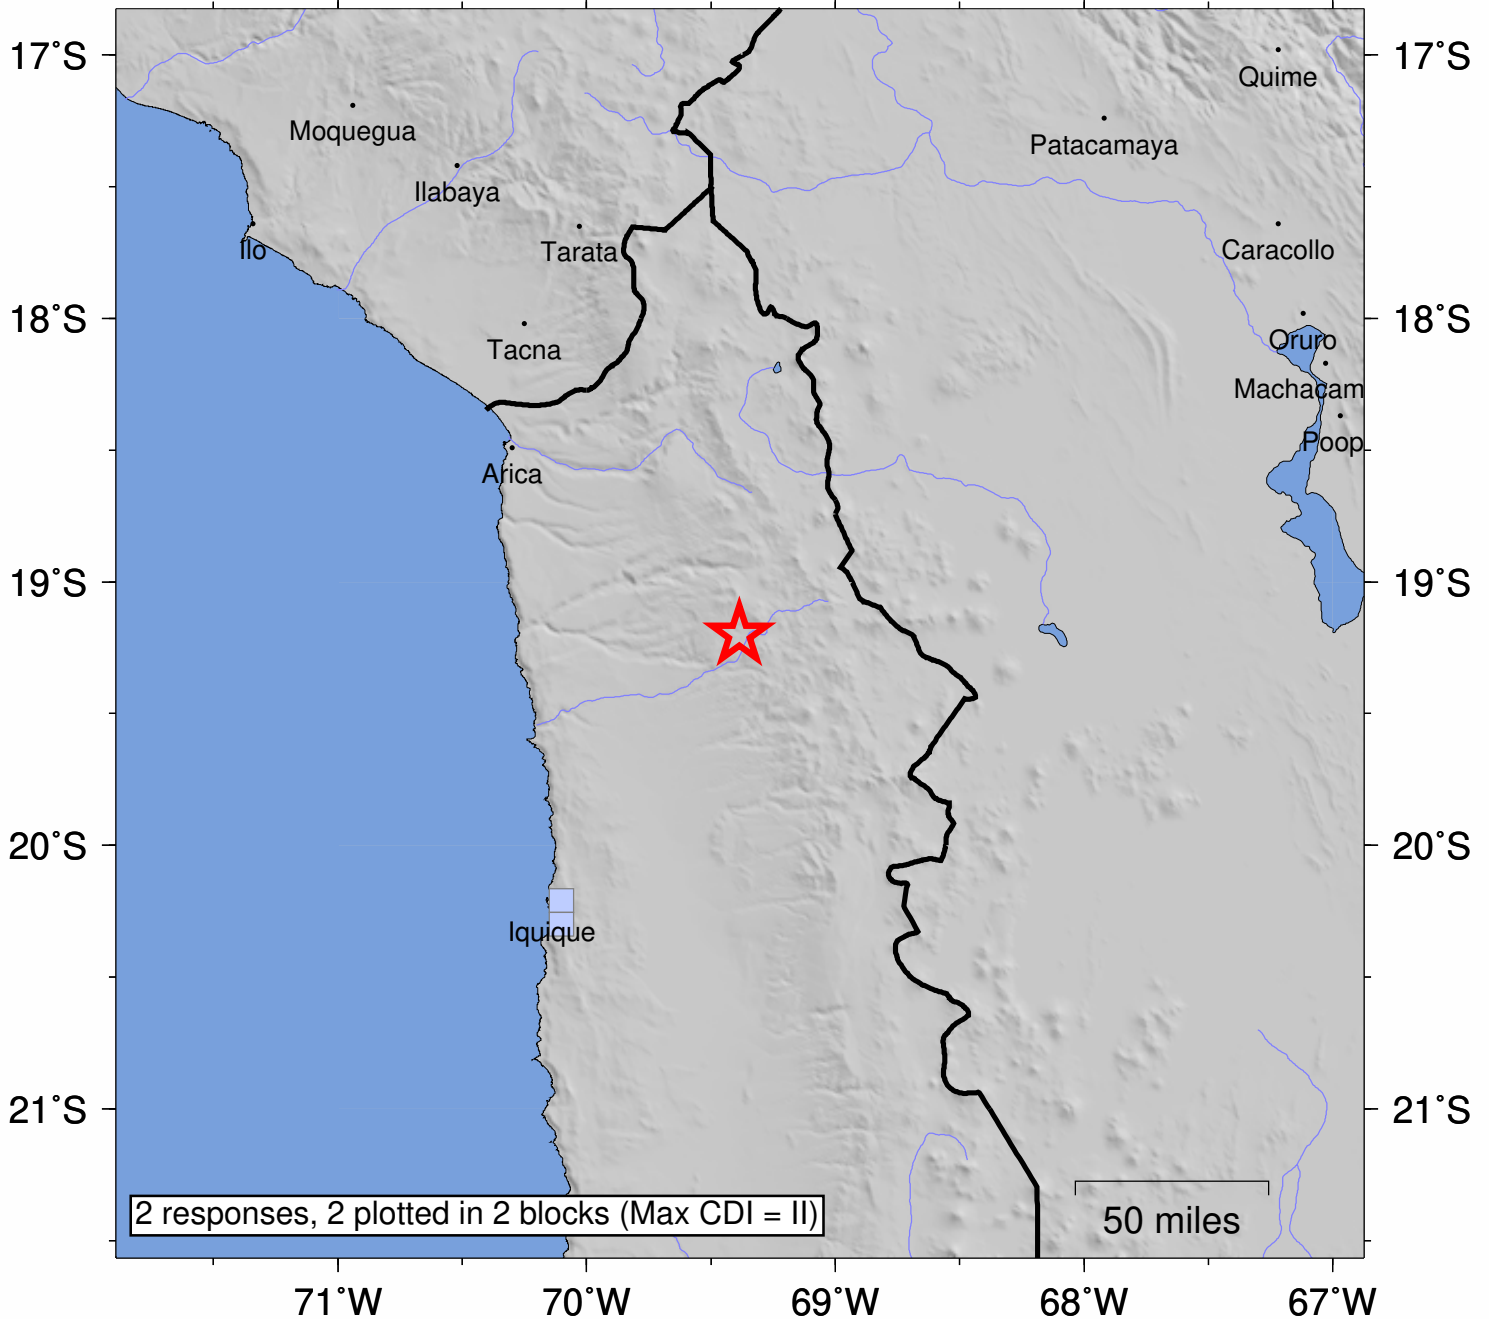 17˚S
17˚S
Quime
Moquegua
Patacamaya
Ilabaya
Ilo
Tarata
Caracollo
18˚S
18˚S
Tacna
Oruro
Machacam
Arica
Poop
19˚S
19˚S
20˚S
20˚S
Iquique
21˚S
21˚S
2 responses, 2 plotted in 2 blocks (Max CDI = II)
50 miles
71˚W
70˚W
69˚W
68˚W
67˚W